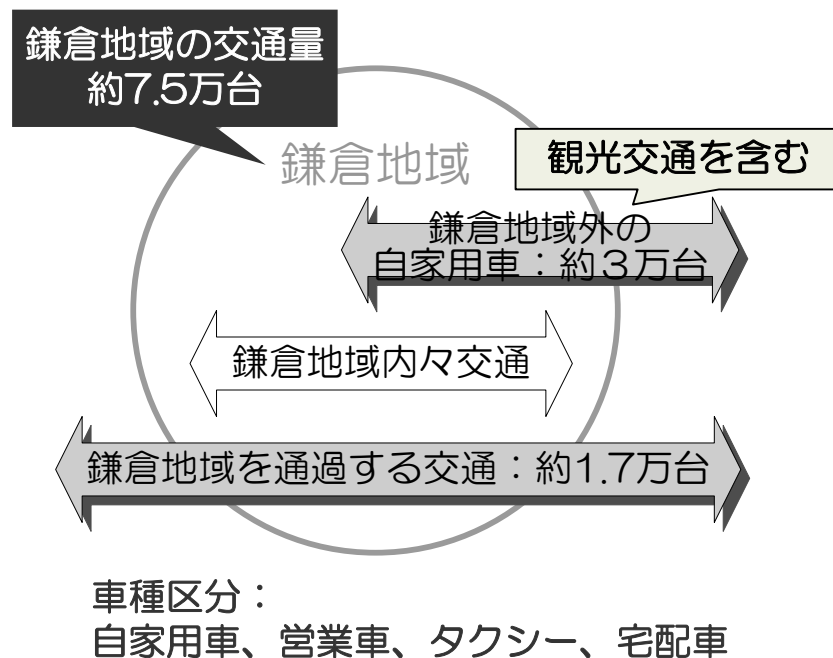 鎌倉地域の交通量
約7.5万台
鎌倉地域
観光交通を含む
鎌倉地域外の
自家用車：約３万台
鎌倉地域内々交通
鎌倉地域を通過する交通：約1.7万台
車種区分：
自家用車、営業車、タクシー、宅配車